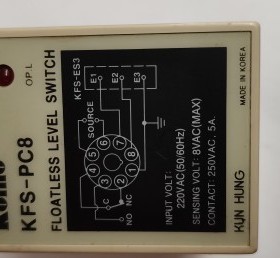 KFS-PC8
FLOATLESS LEVEL SWITCH
OP.L
KFS-ES3
E1 E2 E3
SOURCE
5 4
6 3
7 2
8 1
C
NC
NO
INPUT VOLT:
220VAC(50/60Hz)
SENSING VOLT: 8VAC(MAX)
CONTACT: 250VAC, 5A.
KUN HUNG
MADE IN KOREA